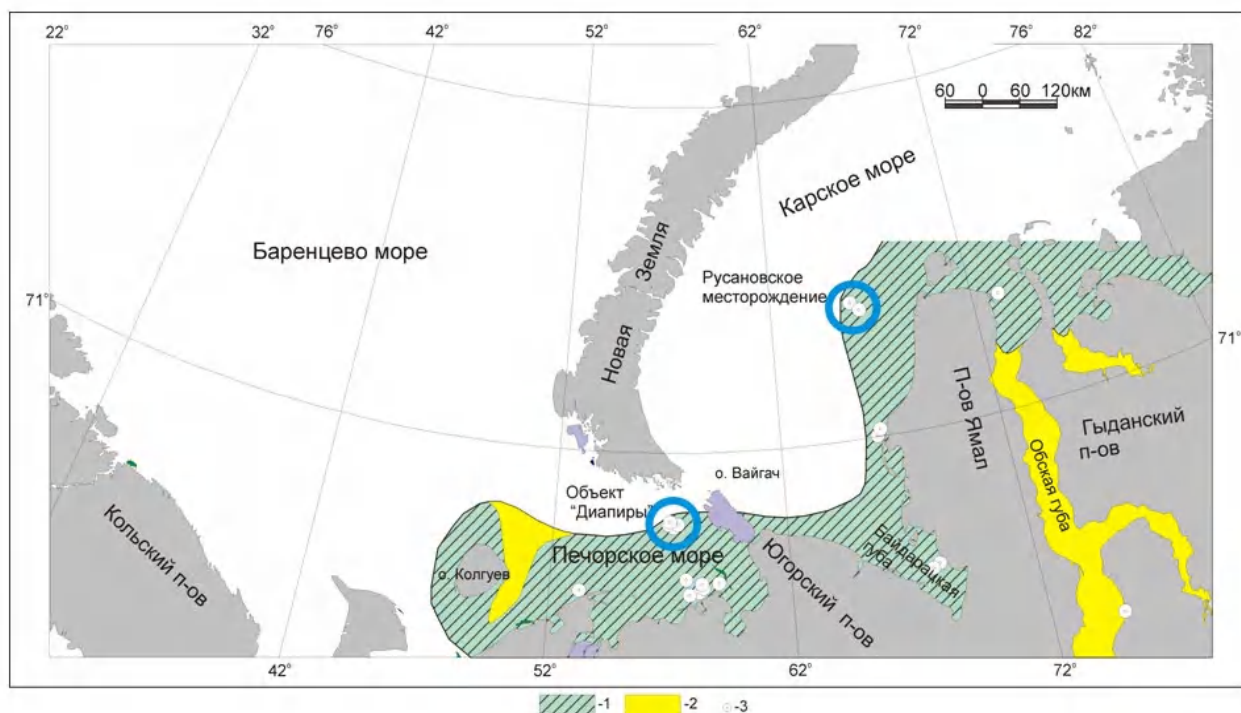 22°
32°
76°
42°
52°
62°
72°
76°
82°
60 0 60 120км
Карское море
Баренцево море
Новая
Земля
Русановское
месторождение
71°
71°
П-ов Ямал
Гыданский
п-ов
Обская губа
о. Вайгач
Объект
"Диапиры"
Кольский п-ов
Печорское море
о. Колгуев
Югорский п-ов
Байдарацкая
губа
42°
52°
62°
72°
-1
-2
-3